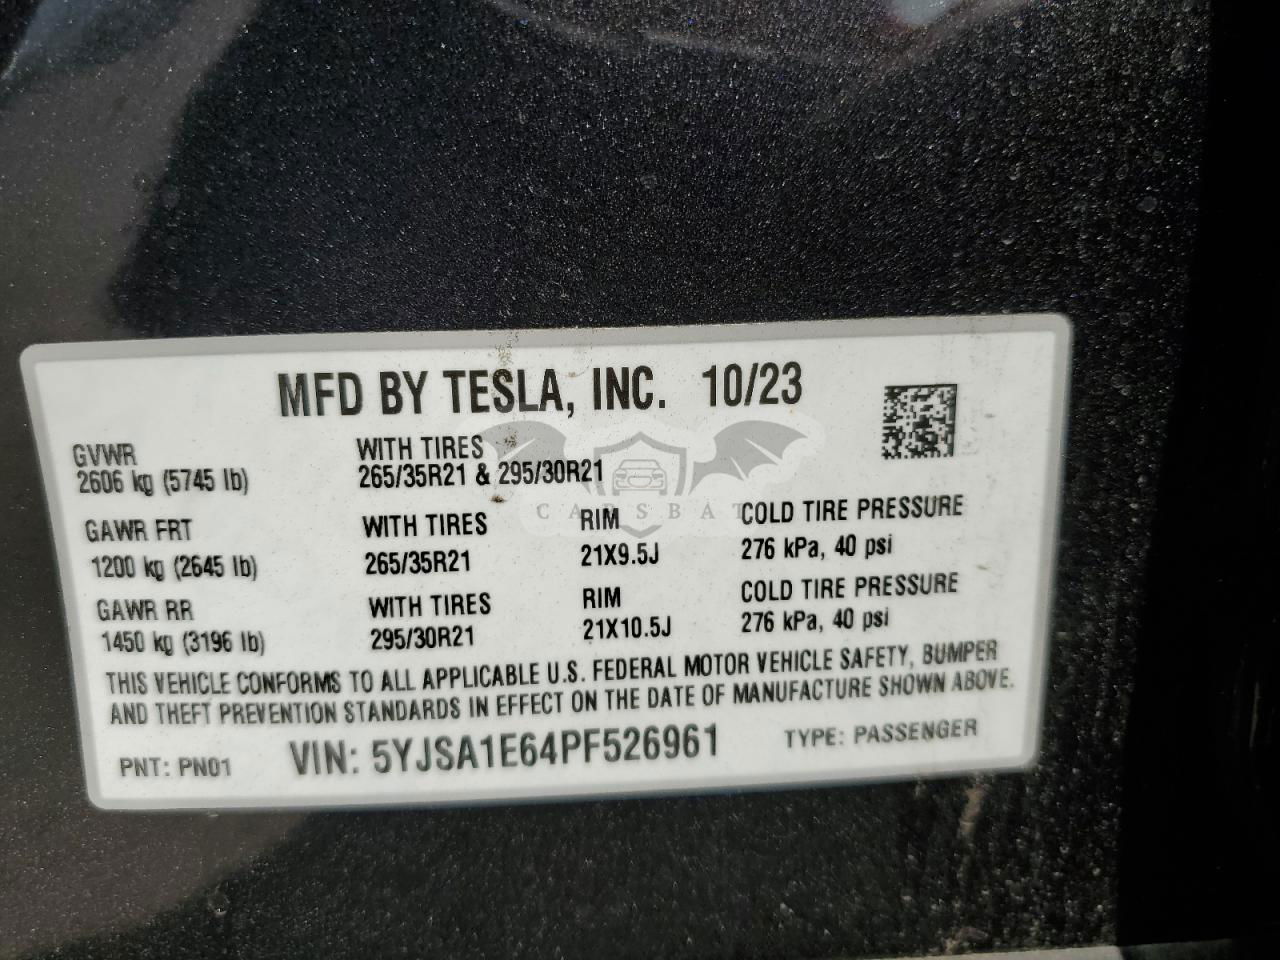 MFD BY TESLA, INC. 10/23
GVWR WITH TIRES
2606 kg (5745 lb) 265/35R21 & 295/30R21
GAWR FRT WITH TIRES RIM COLD TIRE PRESSURE
1200 kg (2645 lb) 265/35R21 21X9.5J 276 kPa, 40 psi
GAWR RR WITH TIRES RIM COLD TIRE PRESSURE
1450 kg (3196 lb) 295/30R21 21X10.5J 276 kPa, 40 psi
THIS VEHICLE CONFORMS TO ALL APPLICABLE U.S. FEDERAL MOTOR VEHICLE SAFETY, BUMPER
AND THEFT PREVENTION STANDARDS IN EFFECT ON THE DATE OF MANUFACTURE SHOWN ABOVE.
PNT: PN01 VIN: 5YJSA1E64PF526961 TYPE: PASSENGER
CARSBAT